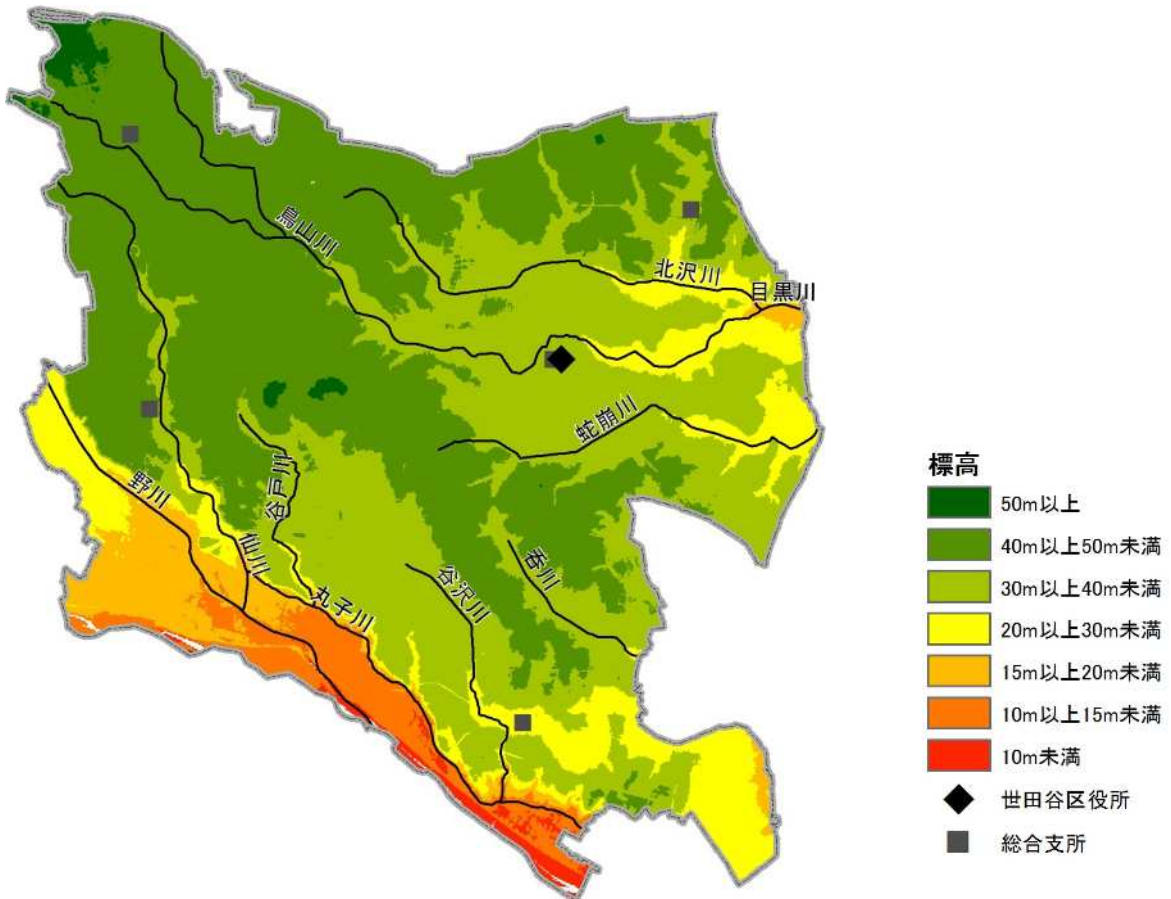 烏山川
北沢川
目黒川
蛇崩川
野川
谷戸川
仙川
丸子川
谷沢川
呑川
標高
50m以上
40m以上50m未満
30m以上40m未満
20m以上30m未満
15m以上20m未満
10m以上15m未満
10m未満
世田谷区役所
総合支所